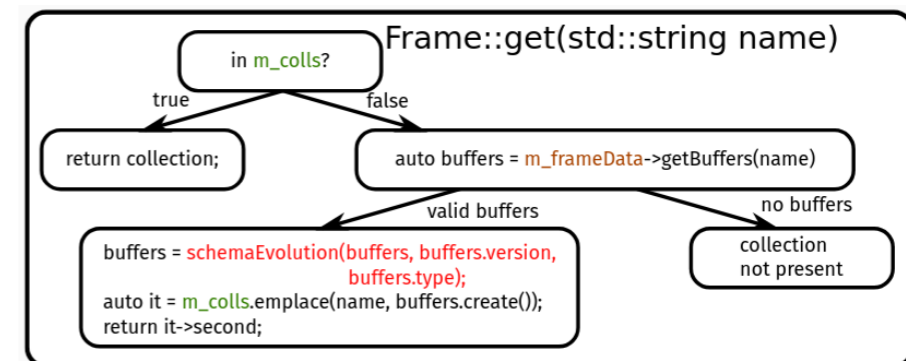 Frame::get(std::string name)
in m_colls?
true
false
return collection;
auto buffers = m_frameData->getBuffers(name)
valid buffers
no buffers
buffers = schemaEvolution(buffers, buffers.version,
buffers.type);
auto it = m_colls.emplace(name, buffers.create());
return it->second;
collection
not present